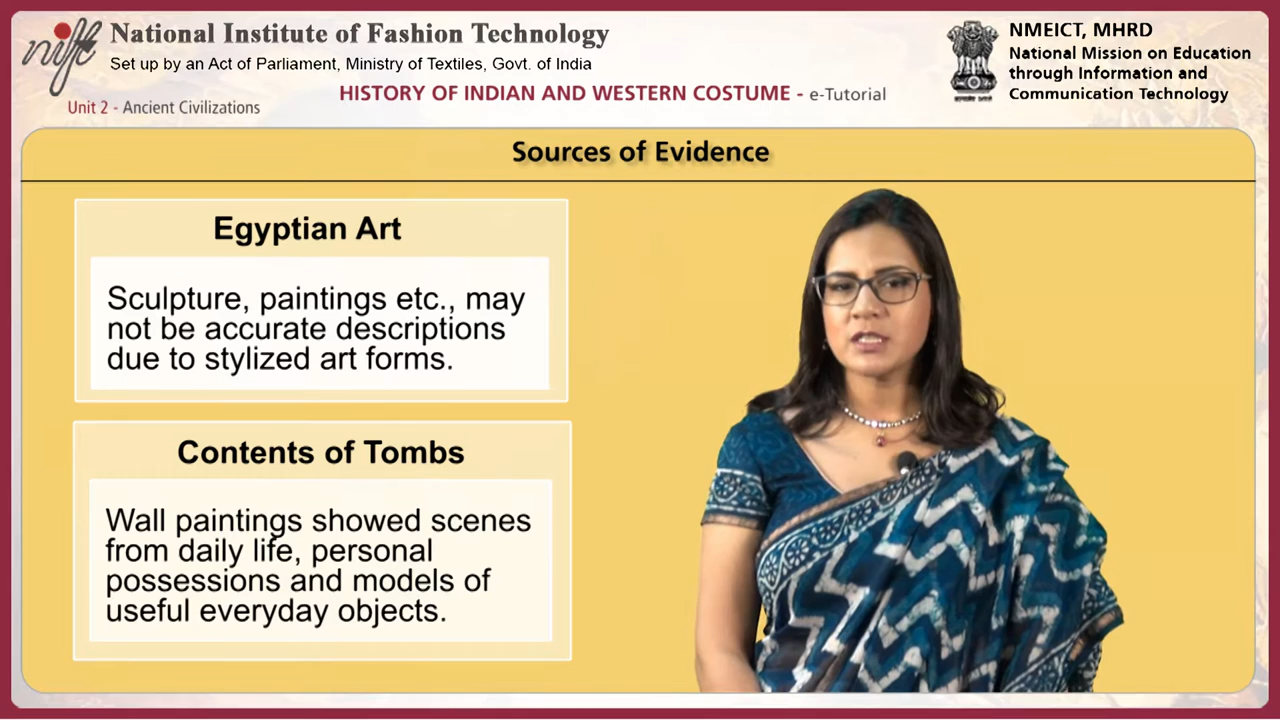 nift
National Institute of Fashion Technology
Set up by an Act of Parliament, Ministry of Textiles, Govt. of India
HISTORY OF INDIAN AND WESTERN COSTUME - e-Tutorial
Unit 2 - Ancient Civilizations
NMEICT, MHRD
National Mission on Education
through Information and
Communication Technology
Sources of Evidence
Egyptian Art
Sculpture, paintings etc., may
not be accurate descriptions
due to stylized art forms.
Contents of Tombs
Wall paintings showed scenes
from daily life, personal
possessions and models of
useful everyday objects.